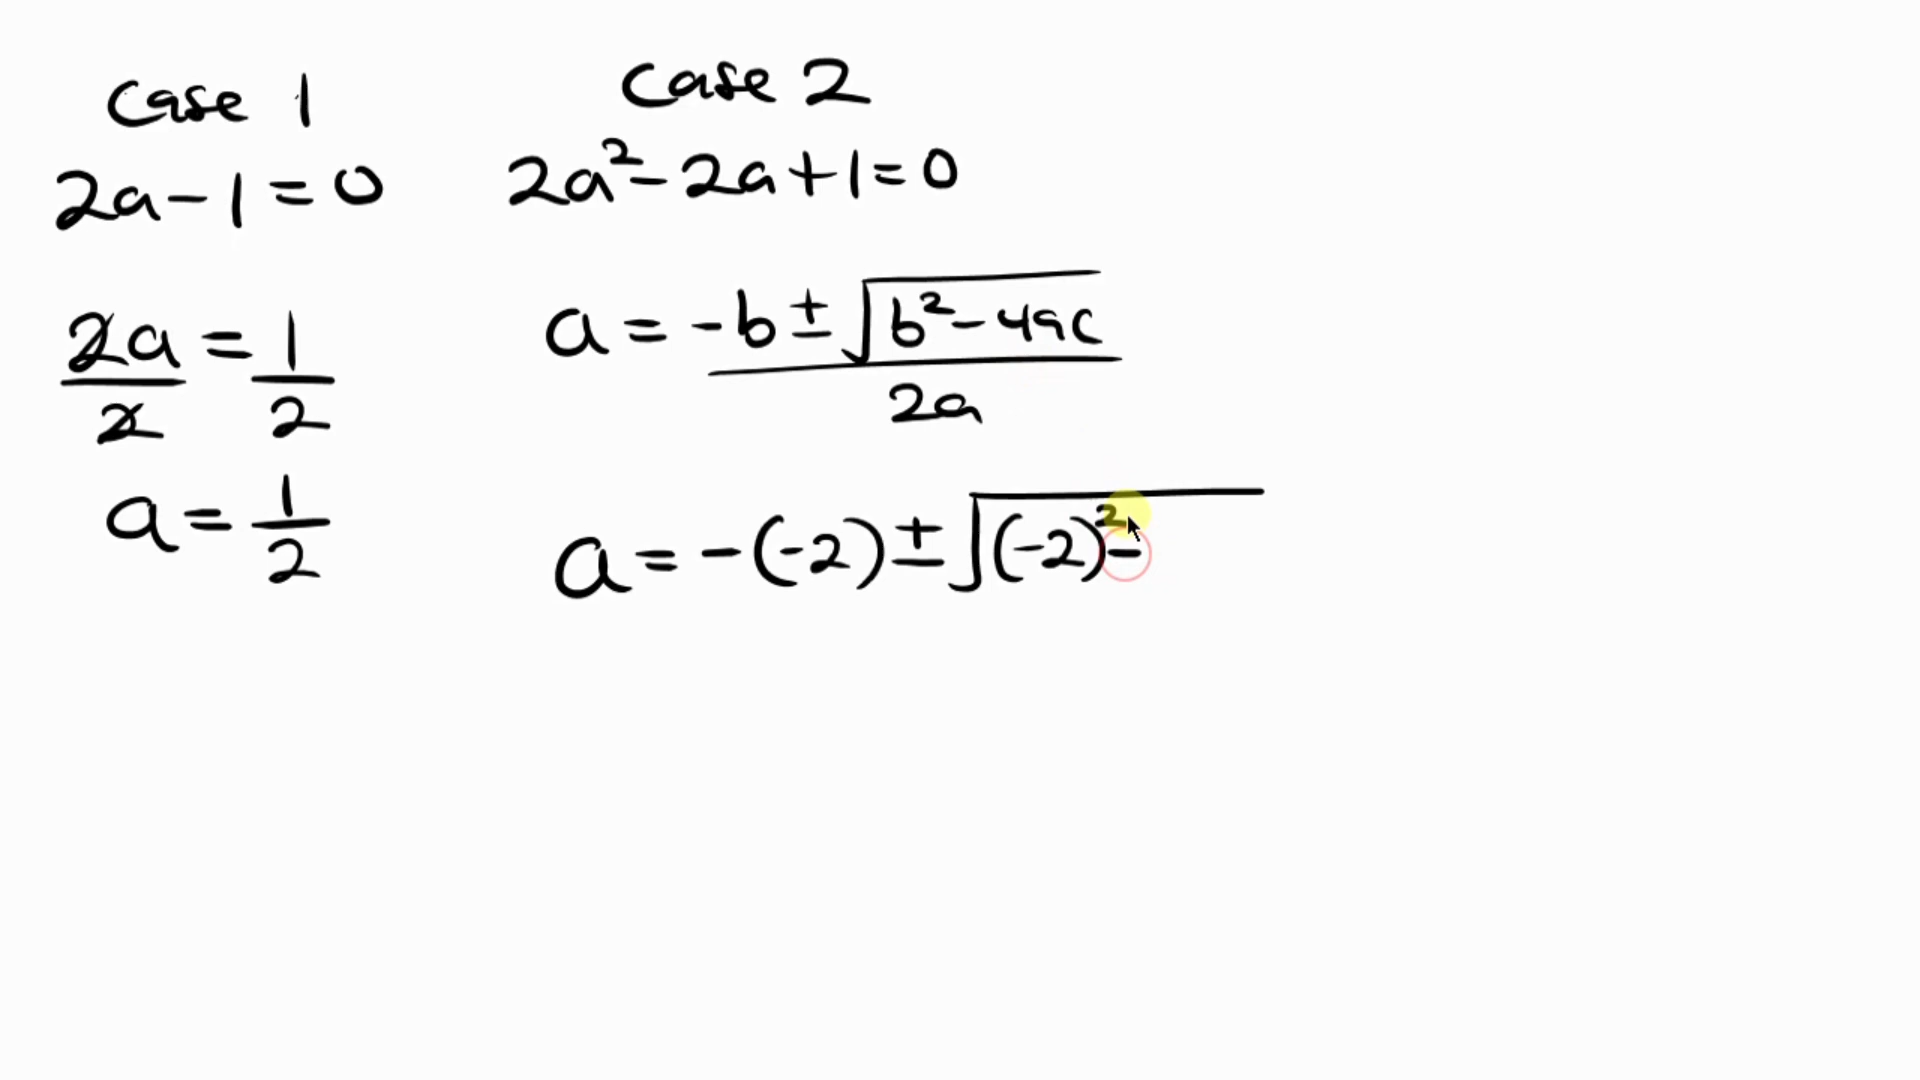 Case 1
2a - 1 = 0
2a = 1
2 2
a = 1
2
Case 2
2a² - 2a + 1 = 0
a = -b ± √b² - 4ac
2a
a = -(-2) ± √(-2)² -